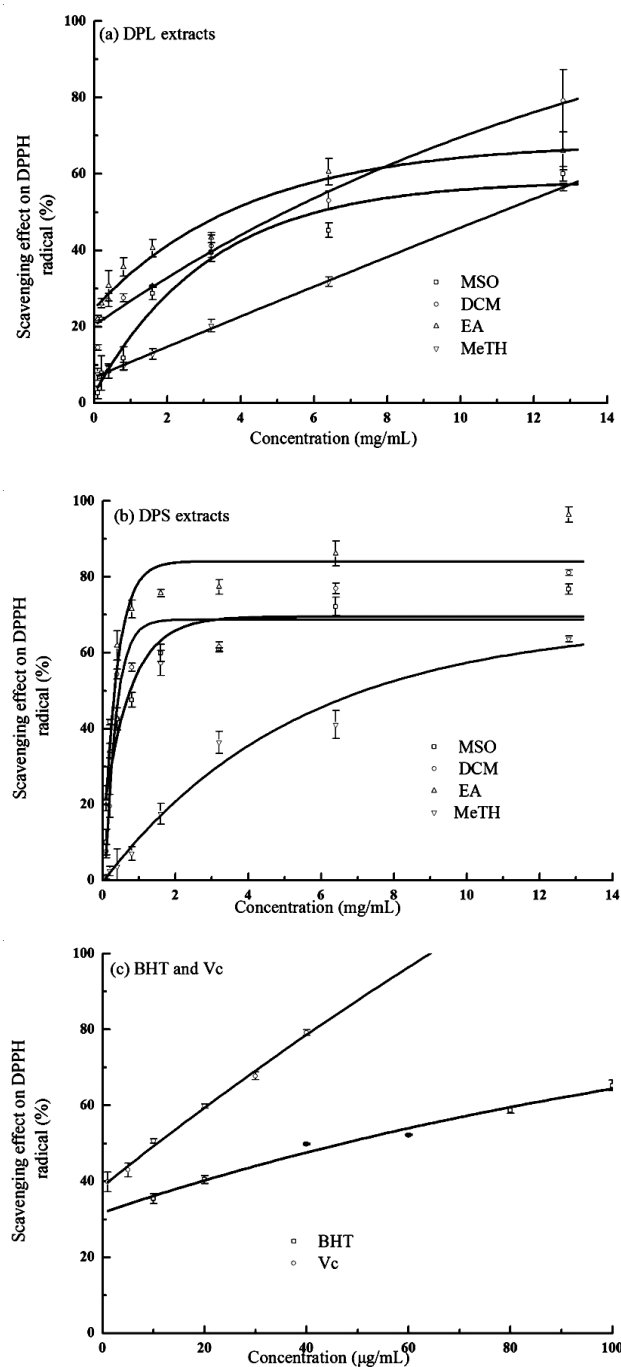 (a) DPL extracts
100
80
60
40
20
0
Scavenging effect on DPPH
radical (%)
MSO
DCM
EA
MeTH
0 2 4 6 8 10 12 14
Concentration (mg/mL)
(b) DPS extracts
100
80
60
40
20
0
Scavenging effect on DPPH
radical (%)
MSO
DCM
EA
MeTH
0 2 4 6 8 10 12 14
Concentration (mg/mL)
(c) BHT and Vc
100
80
60
40
20
0
Scavenging effect on DPPH
radical (%)
BHT
Vc
0 20 40 60 80 100
Concentration (µg/mL)